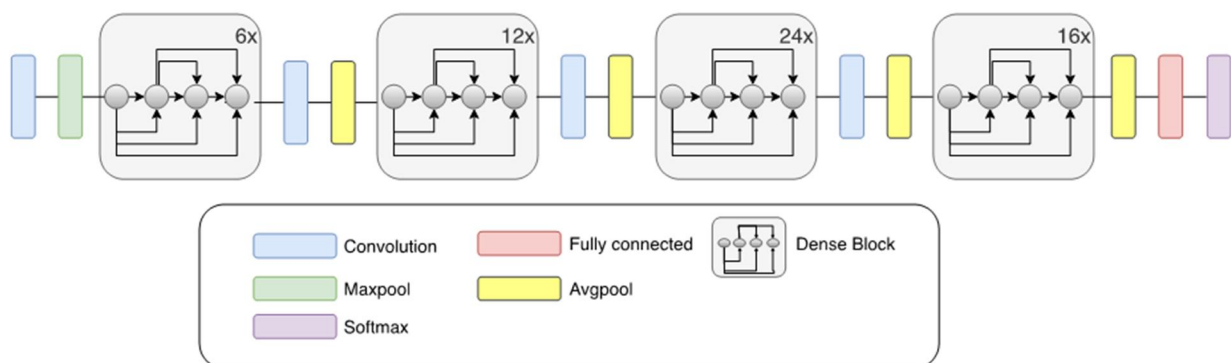 6x
12x
24x
16x
Convolution
Fully connected
Dense Block
Maxpool
Avgpool
Softmax